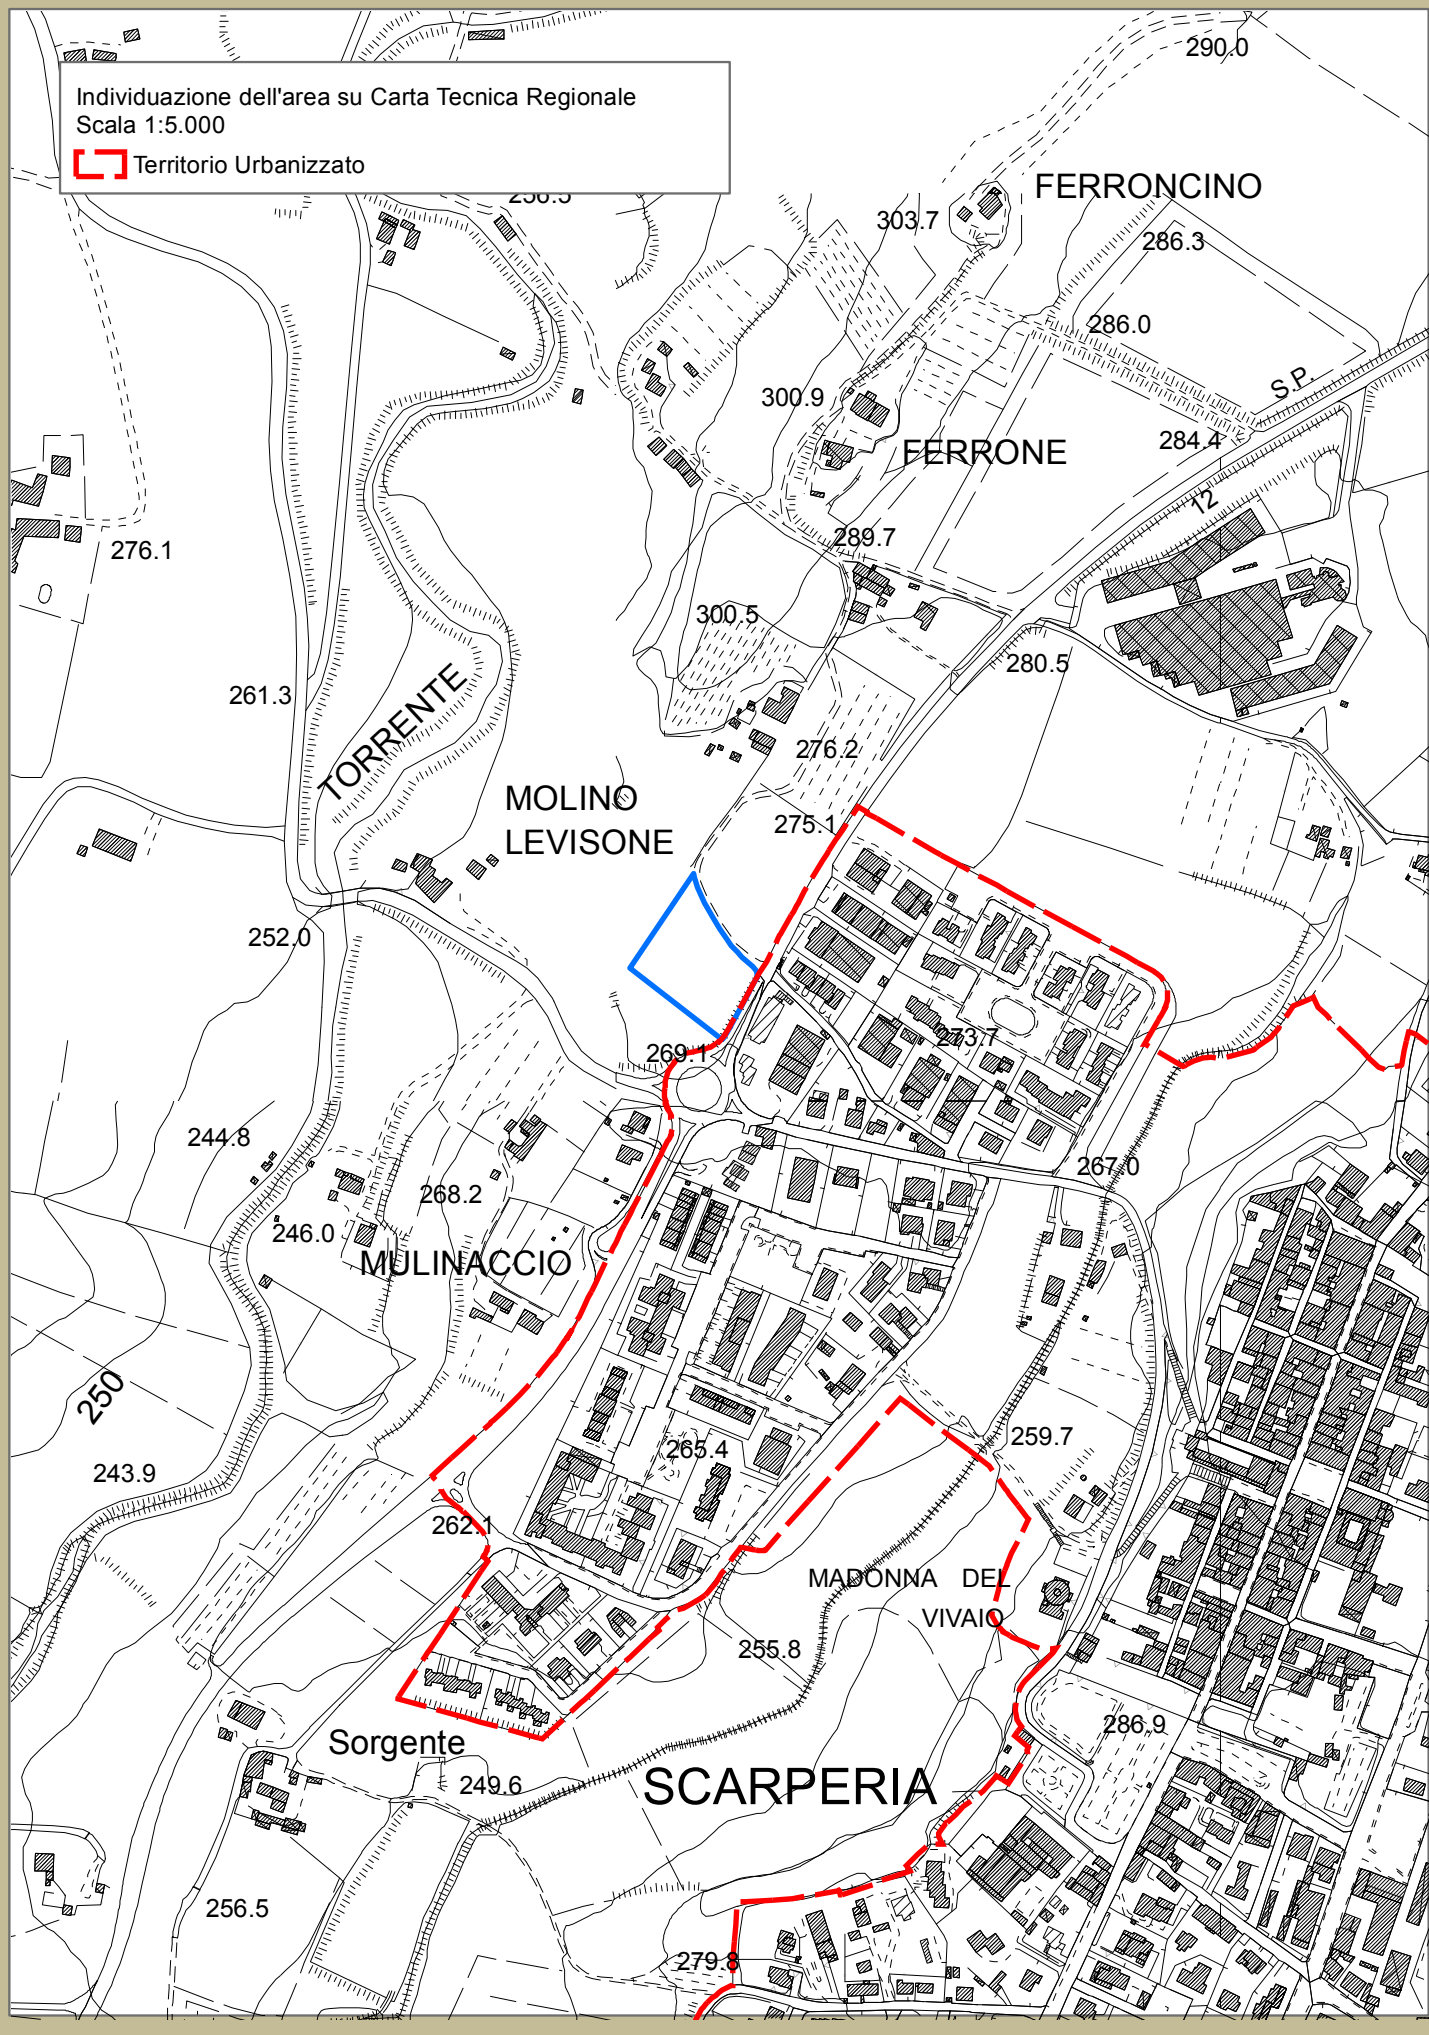 Individuazione dell'area su Carta Tecnica Regionale
Scala 1:5.000
Territorio Urbanizzato
290.0
256.5
FERRONCINO
303.7
286.3
286.0
S.P.
300.9
284.4
FERRONE
12
289.7
276.1
300.5
280.5
261.3
TORRENTE
276.2
MOLINO
LEVISONE
275.1
252.0
273.7
269.1
244.8
267.0
268.2
246.0
MULINACCIO
250
259.7
265.4
243.9
262.1
MADONNA DEL
VIVAIO
255.8
286.9
Sorgente
249.6
SCARPERIA
256.5
279.8